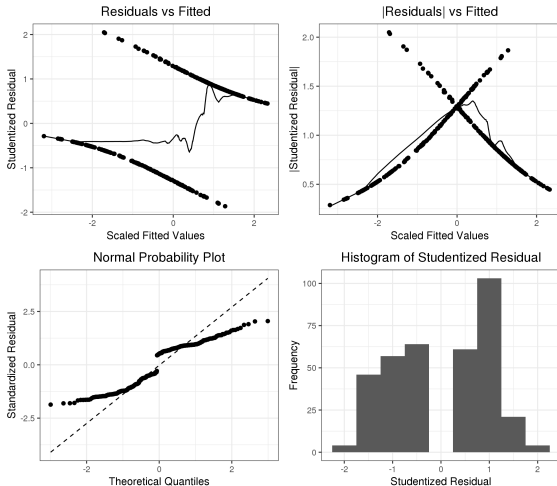 Residuals vs Fitted
Studentized Residual
2
1
0
-1
-2
-2 0 2
Scaled Fitted Values
|Residuals| vs Fitted
|Studentized Residual|
2.0
1.5
1.0
0.5
-2 0 2
Scaled Fitted Values
Normal Probability Plot
Standardized Residual
2.5
0.0
-2.5
-2 0 2
Theoretical Quantiles
Histogram of Studentized Residual
Frequency
100
75
50
25
0
-2 -1 0 1 2
Studentized Residual